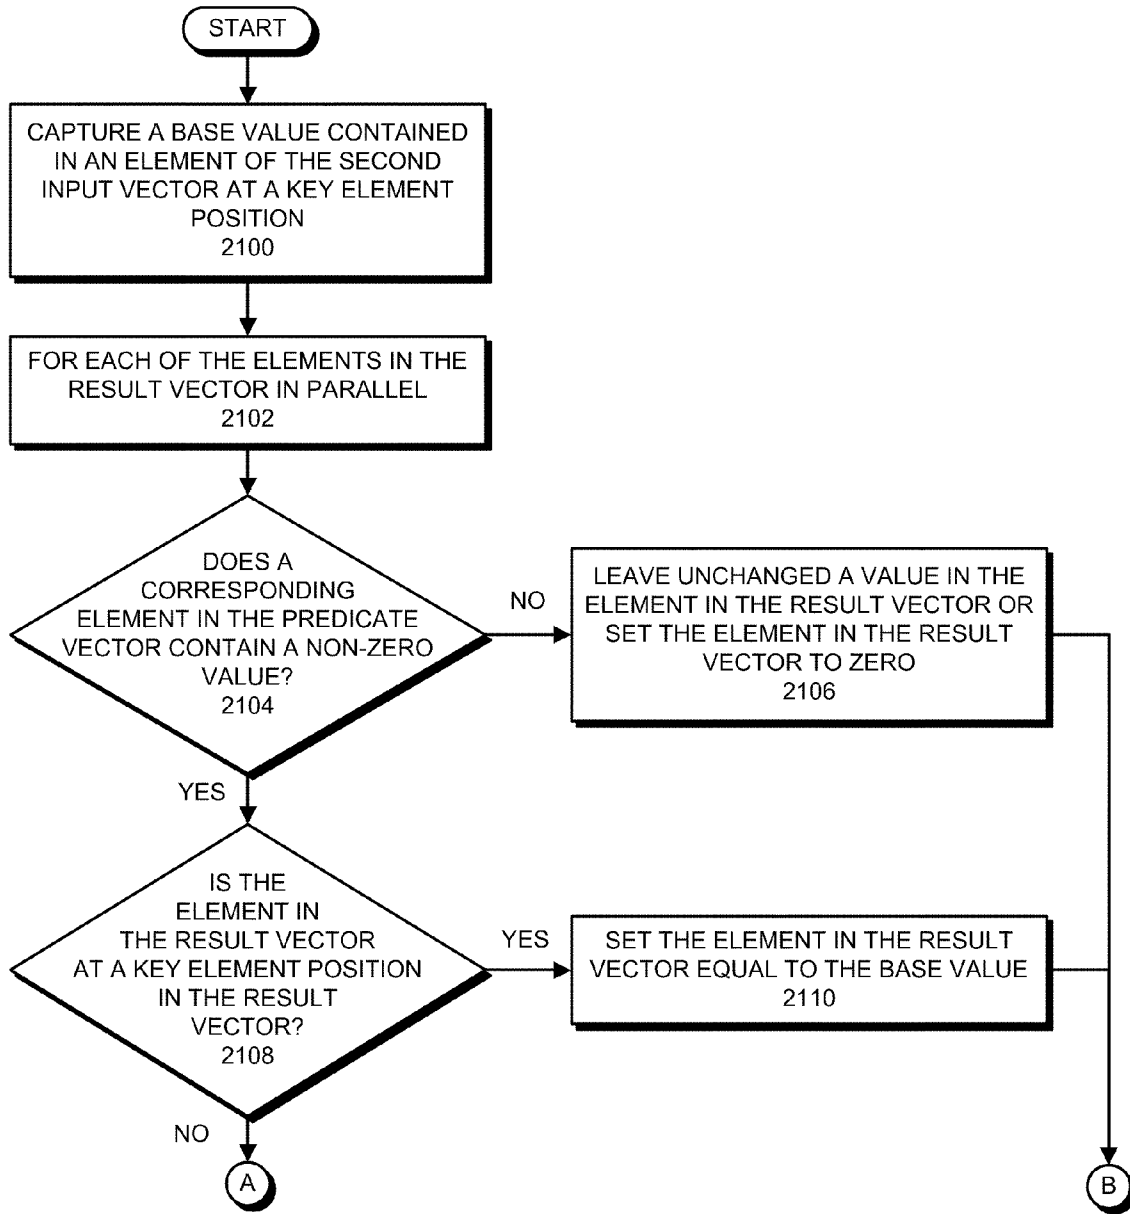 START
CAPTURE A BASE VALUE CONTAINED
IN AN ELEMENT OF THE SECOND
INPUT VECTOR AT A KEY ELEMENT
POSITION
2100
FOR EACH OF THE ELEMENTS IN THE
RESULT VECTOR IN PARALLEL
2102
DOES A
CORRESPONDING
ELEMENT IN THE PREDICATE
VECTOR CONTAIN A NON-ZERO
VALUE?
2104
NO
LEAVE UNCHANGED A VALUE IN THE
ELEMENT IN THE RESULT VECTOR OR
SET THE ELEMENT IN THE RESULT
VECTOR TO ZERO
2106
YES
IS THE
ELEMENT IN
THE RESULT VECTOR
AT A KEY ELEMENT POSITION
IN THE RESULT
VECTOR?
2108
YES
SET THE ELEMENT IN THE RESULT
VECTOR EQUAL TO THE BASE VALUE
2110
NO
A
B